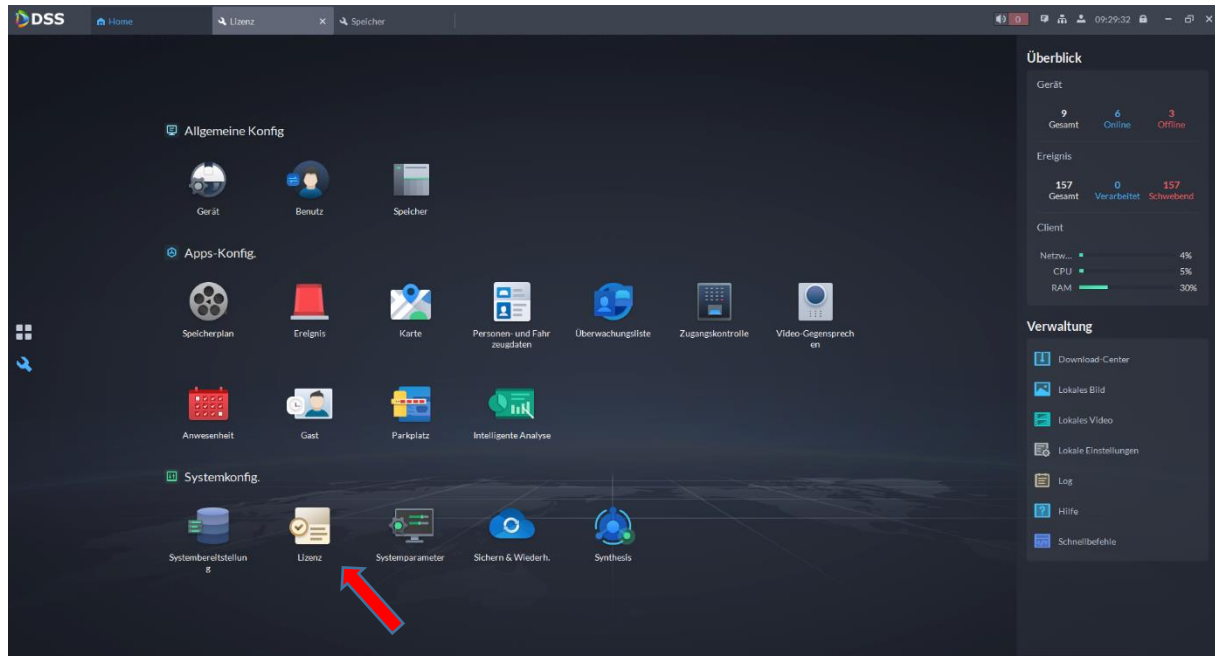 DSS
Home
Lizenz
Speicher
0
09:29:32
Allgemeine Konfig
Gerät
Benutz
Speicher
Apps-Konfig.
Speicherplan
Ereignis
Karte
Personen- und Fahr
zeugdaten
Überwachungsliste
Zugangskontrolle
Video-Gegensprech
en
Anwesenheit
Gast
Parkplatz
Intelligente Analyse
Systemkonfig.
Systembereitstellun
g
Lizenz
Systemparameter
Sichern & Wiederh.
Synthesis
Überblick
Gerät
9 6 3
Gesamt Online Offline
Ereignis
157 0 157
Gesamt Verarbeitet Schwebend
Client
Netzw... 4%
CPU 5%
RAM 30%
Verwaltung
Download-Center
Lokales Bild
Lokales Video
Lokale Einstellungen
Log
Hilfe
Schnellbefehle